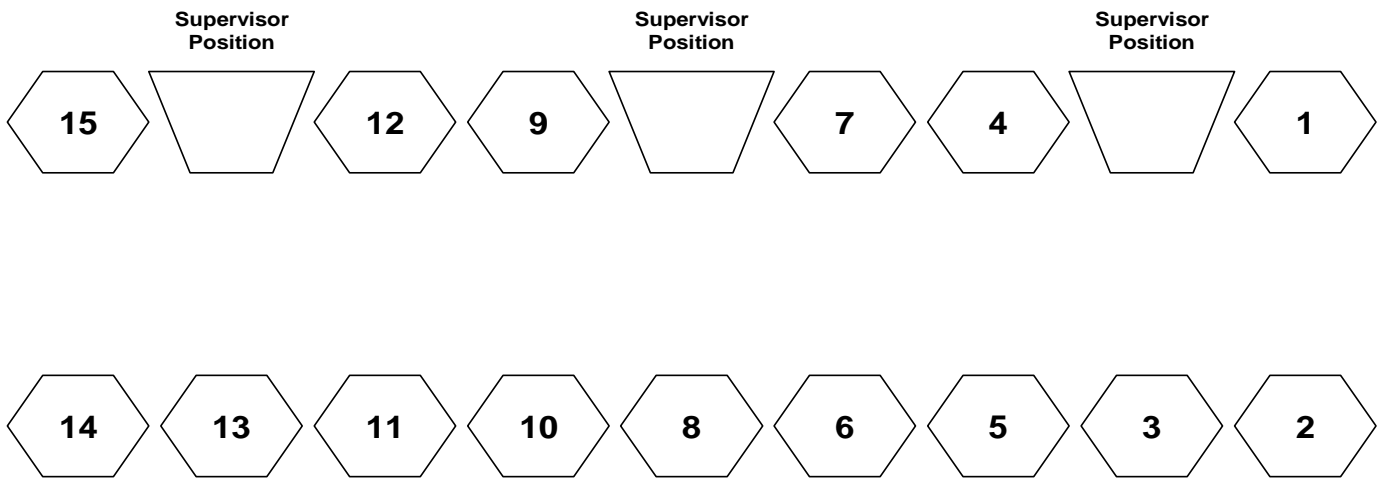 Supervisor
Position
Supervisor
Position
Supervisor
Position
15 12 9 7 4 1
14 13 11 10 8 6 5 3 2